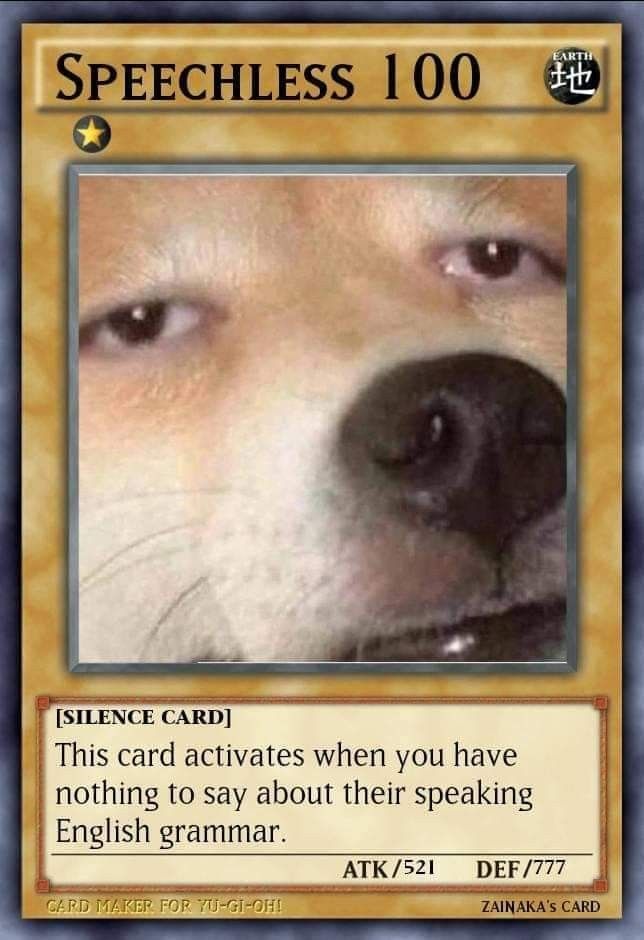 SPEECHLESS 100
EARTH
地
[SILENCE CARD]
This card activates when you have
nothing to say about their speaking
English grammar.
ATK/521 DEF/777
CARD MAKER FOR YU-GI-OH! ZAINAKA'S CARD